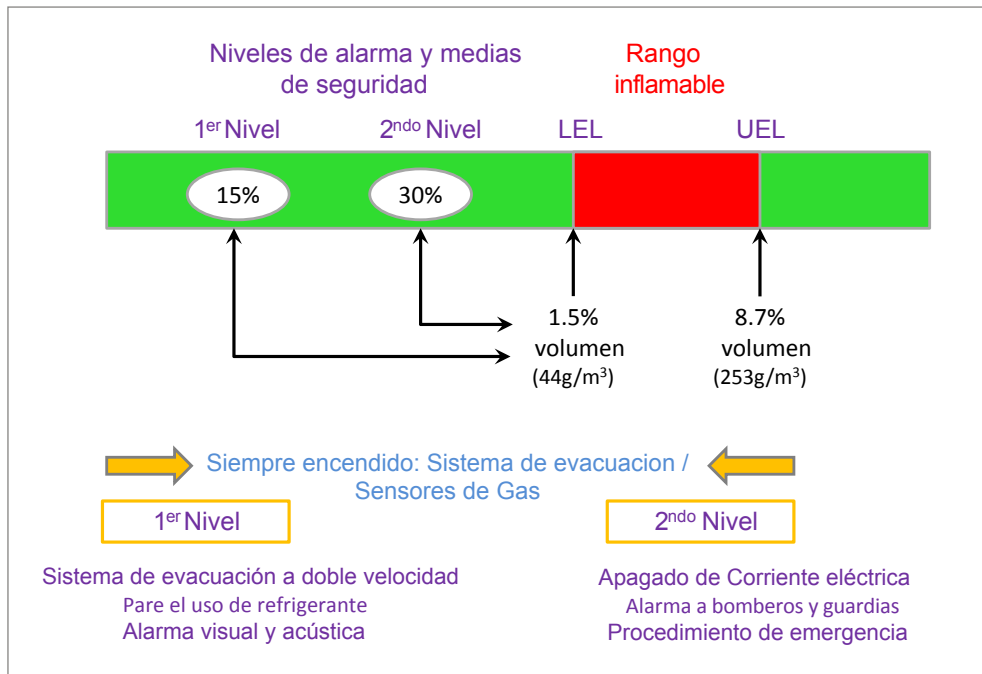 Niveles de alarma y medias
de seguridad
Rango
inflamable
1er Nivel
2ndo Nivel
LEL
UEL
15%
30%
1.5%
volumen
(44g/m3)
8.7%
volumen
(253g/m3)
Siempre encendido: Sistema de evacuacion /
Sensores de Gas
1er Nivel
Sistema de evacuación a doble velocidad
Pare el uso de refrigerante
Alarma visual y acústica
2ndo Nivel
Apagado de Corriente eléctrica
Alarma a bomberos y guardias
Procedimiento de emergencia